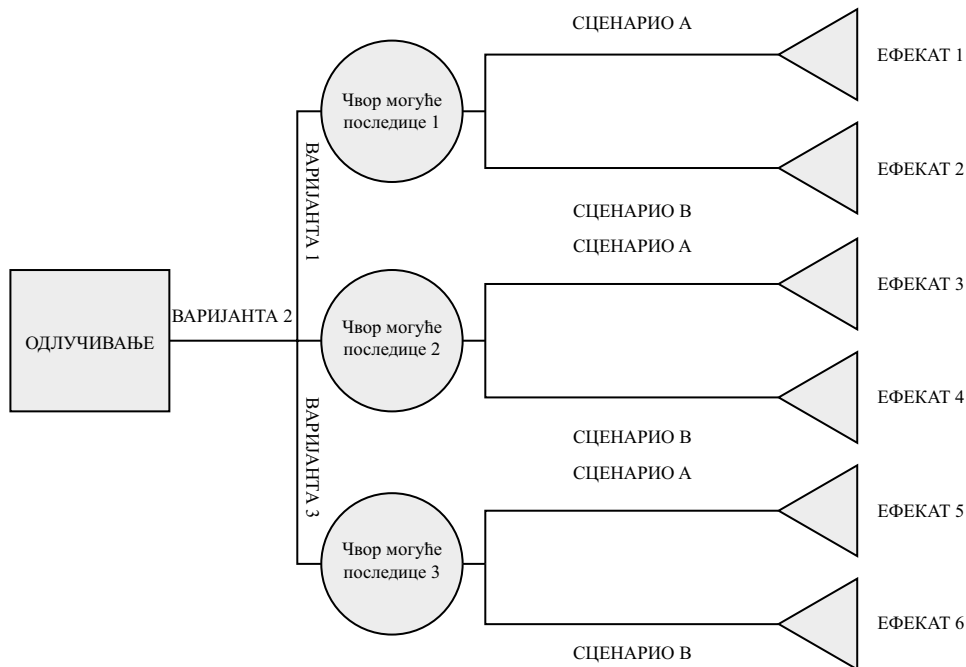 СЦЕНАРИО А
ЕФЕКАТ 1
Чвор могуће
последице 1
ВАРИЈАНТА 1
ЕФЕКАТ 2
СЦЕНАРИО В
СЦЕНАРИО А
ЕФЕКАТ 3
ОДЛУЧИВАЊЕ
ВАРИЈАНТА 2
Чвор могуће
последице 2
ЕФЕКАТ 4
СЦЕНАРИО В
ВАРИЈАНТА 3
СЦЕНАРИО А
ЕФЕКАТ 5
Чвор могуће
последице 3
ЕФЕКАТ 6
СЦЕНАРИО В